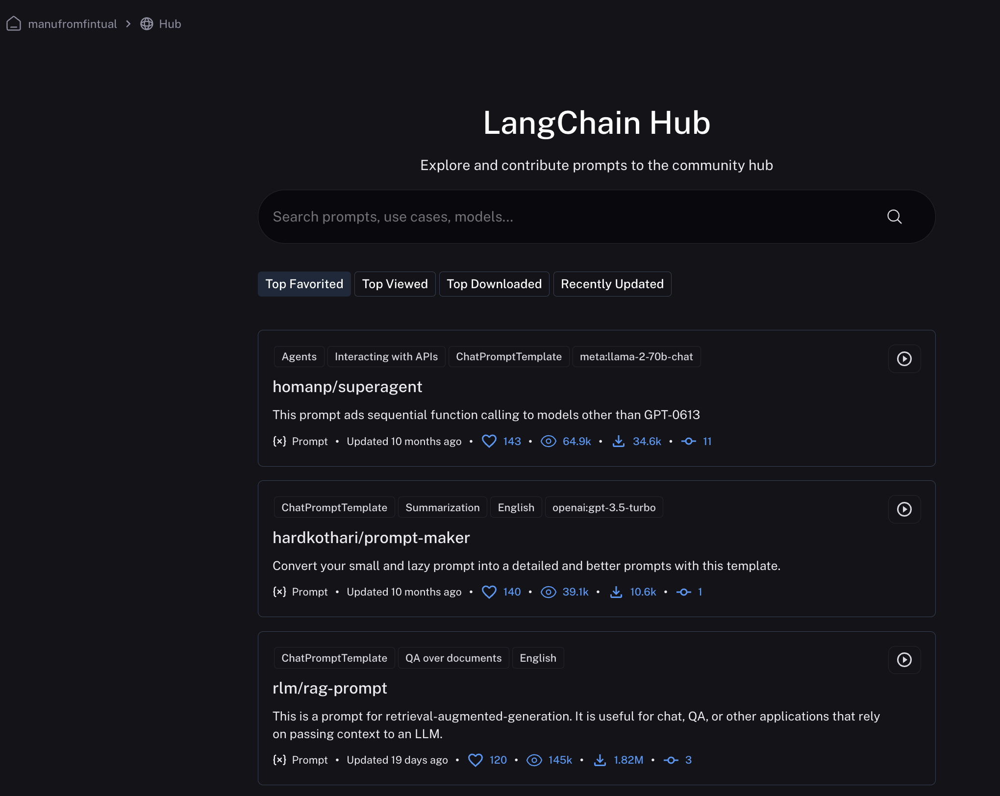 manufromfintual > Hub
LangChain Hub
Explore and contribute prompts to the community hub
Search prompts, use cases, models...
Top Favorited Top Viewed Top Downloaded Recently Updated
Agents Interacting with APIs ChatPromptTemplate meta:llama-2-70b-chat
homanp/superagent
This prompt ads sequential function calling to models other than GPT-0613
{x} Prompt • Updated 10 months ago • 143 • 64.9k • 34.6k • 11
ChatPromptTemplate Summarization English openai:gpt-3.5-turbo
hardkothari/prompt-maker
Convert your small and lazy prompt into a detailed and better prompts with this template.
{x} Prompt • Updated 10 months ago • 140 • 39.1k • 10.6k • 1
ChatPromptTemplate QA over documents English
rlm/rag-prompt
This is a prompt for retrieval-augmented-generation. It is useful for chat, QA, or other applications that rely
on passing context to an LLM.
{x} Prompt • Updated 19 days ago • 120 • 145k • 1.82M • 3